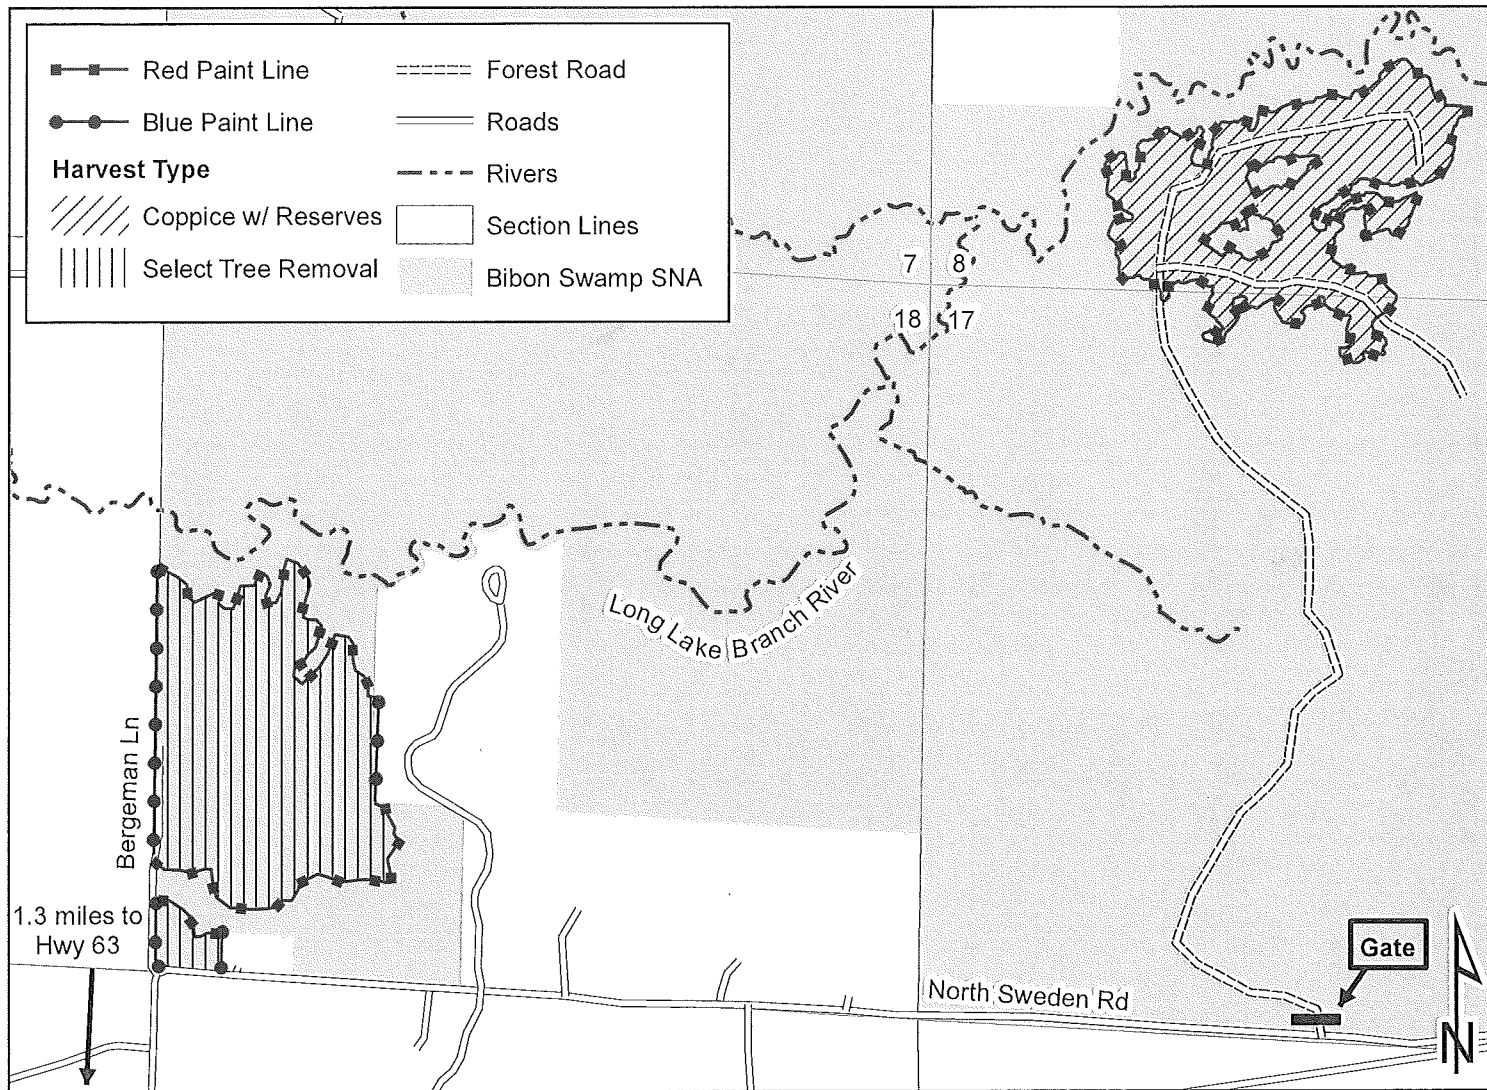 Red Paint Line
Blue Paint Line
Harvest Type
Coppice w/ Reserves
Select Tree Removal
Forest Road
Roads
Rivers
Section Lines
Bibon Swamp SNA
7 8
18 17
Long Lake Branch River
Bergeman Ln
1.3 miles to
Hwy 63
North Sweden Rd
Gate
N